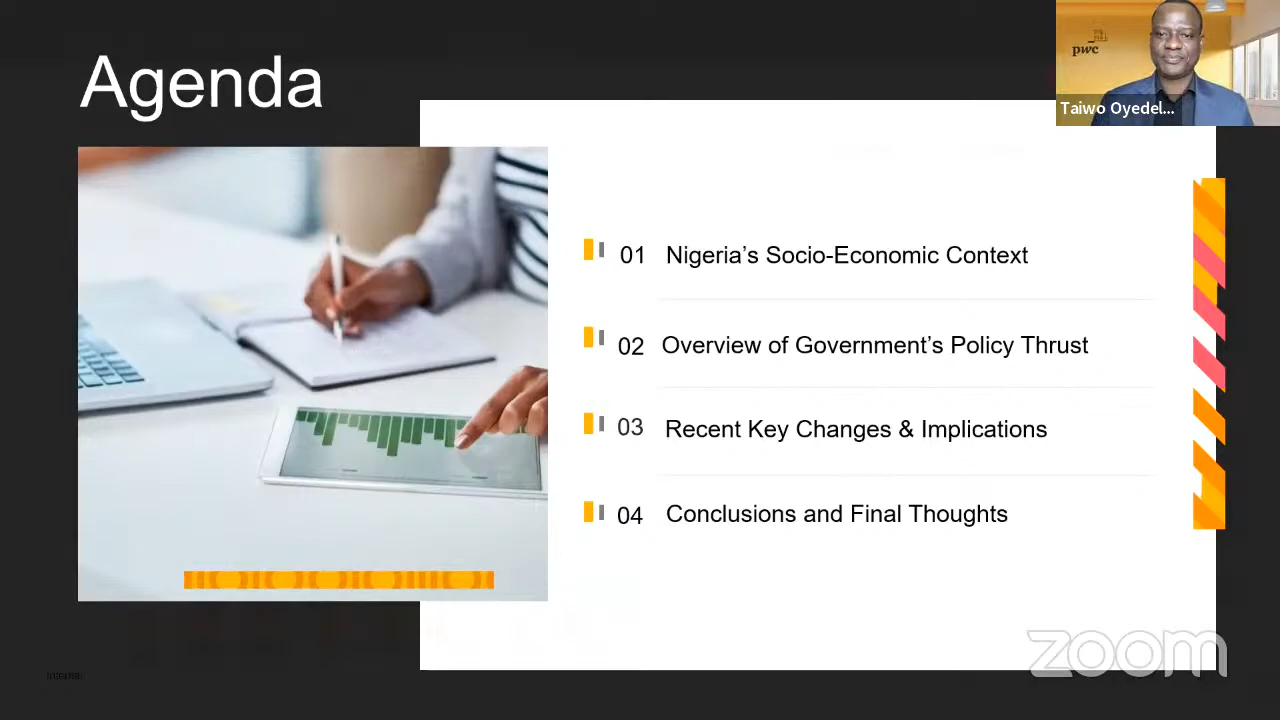 Agenda
pwc
Taiwo Oyedel...
01 Nigeria's Socio-Economic Context
02 Overview of Government's Policy Thrust
03 Recent Key Changes & Implications
04 Conclusions and Final Thoughts
zoom
Internal